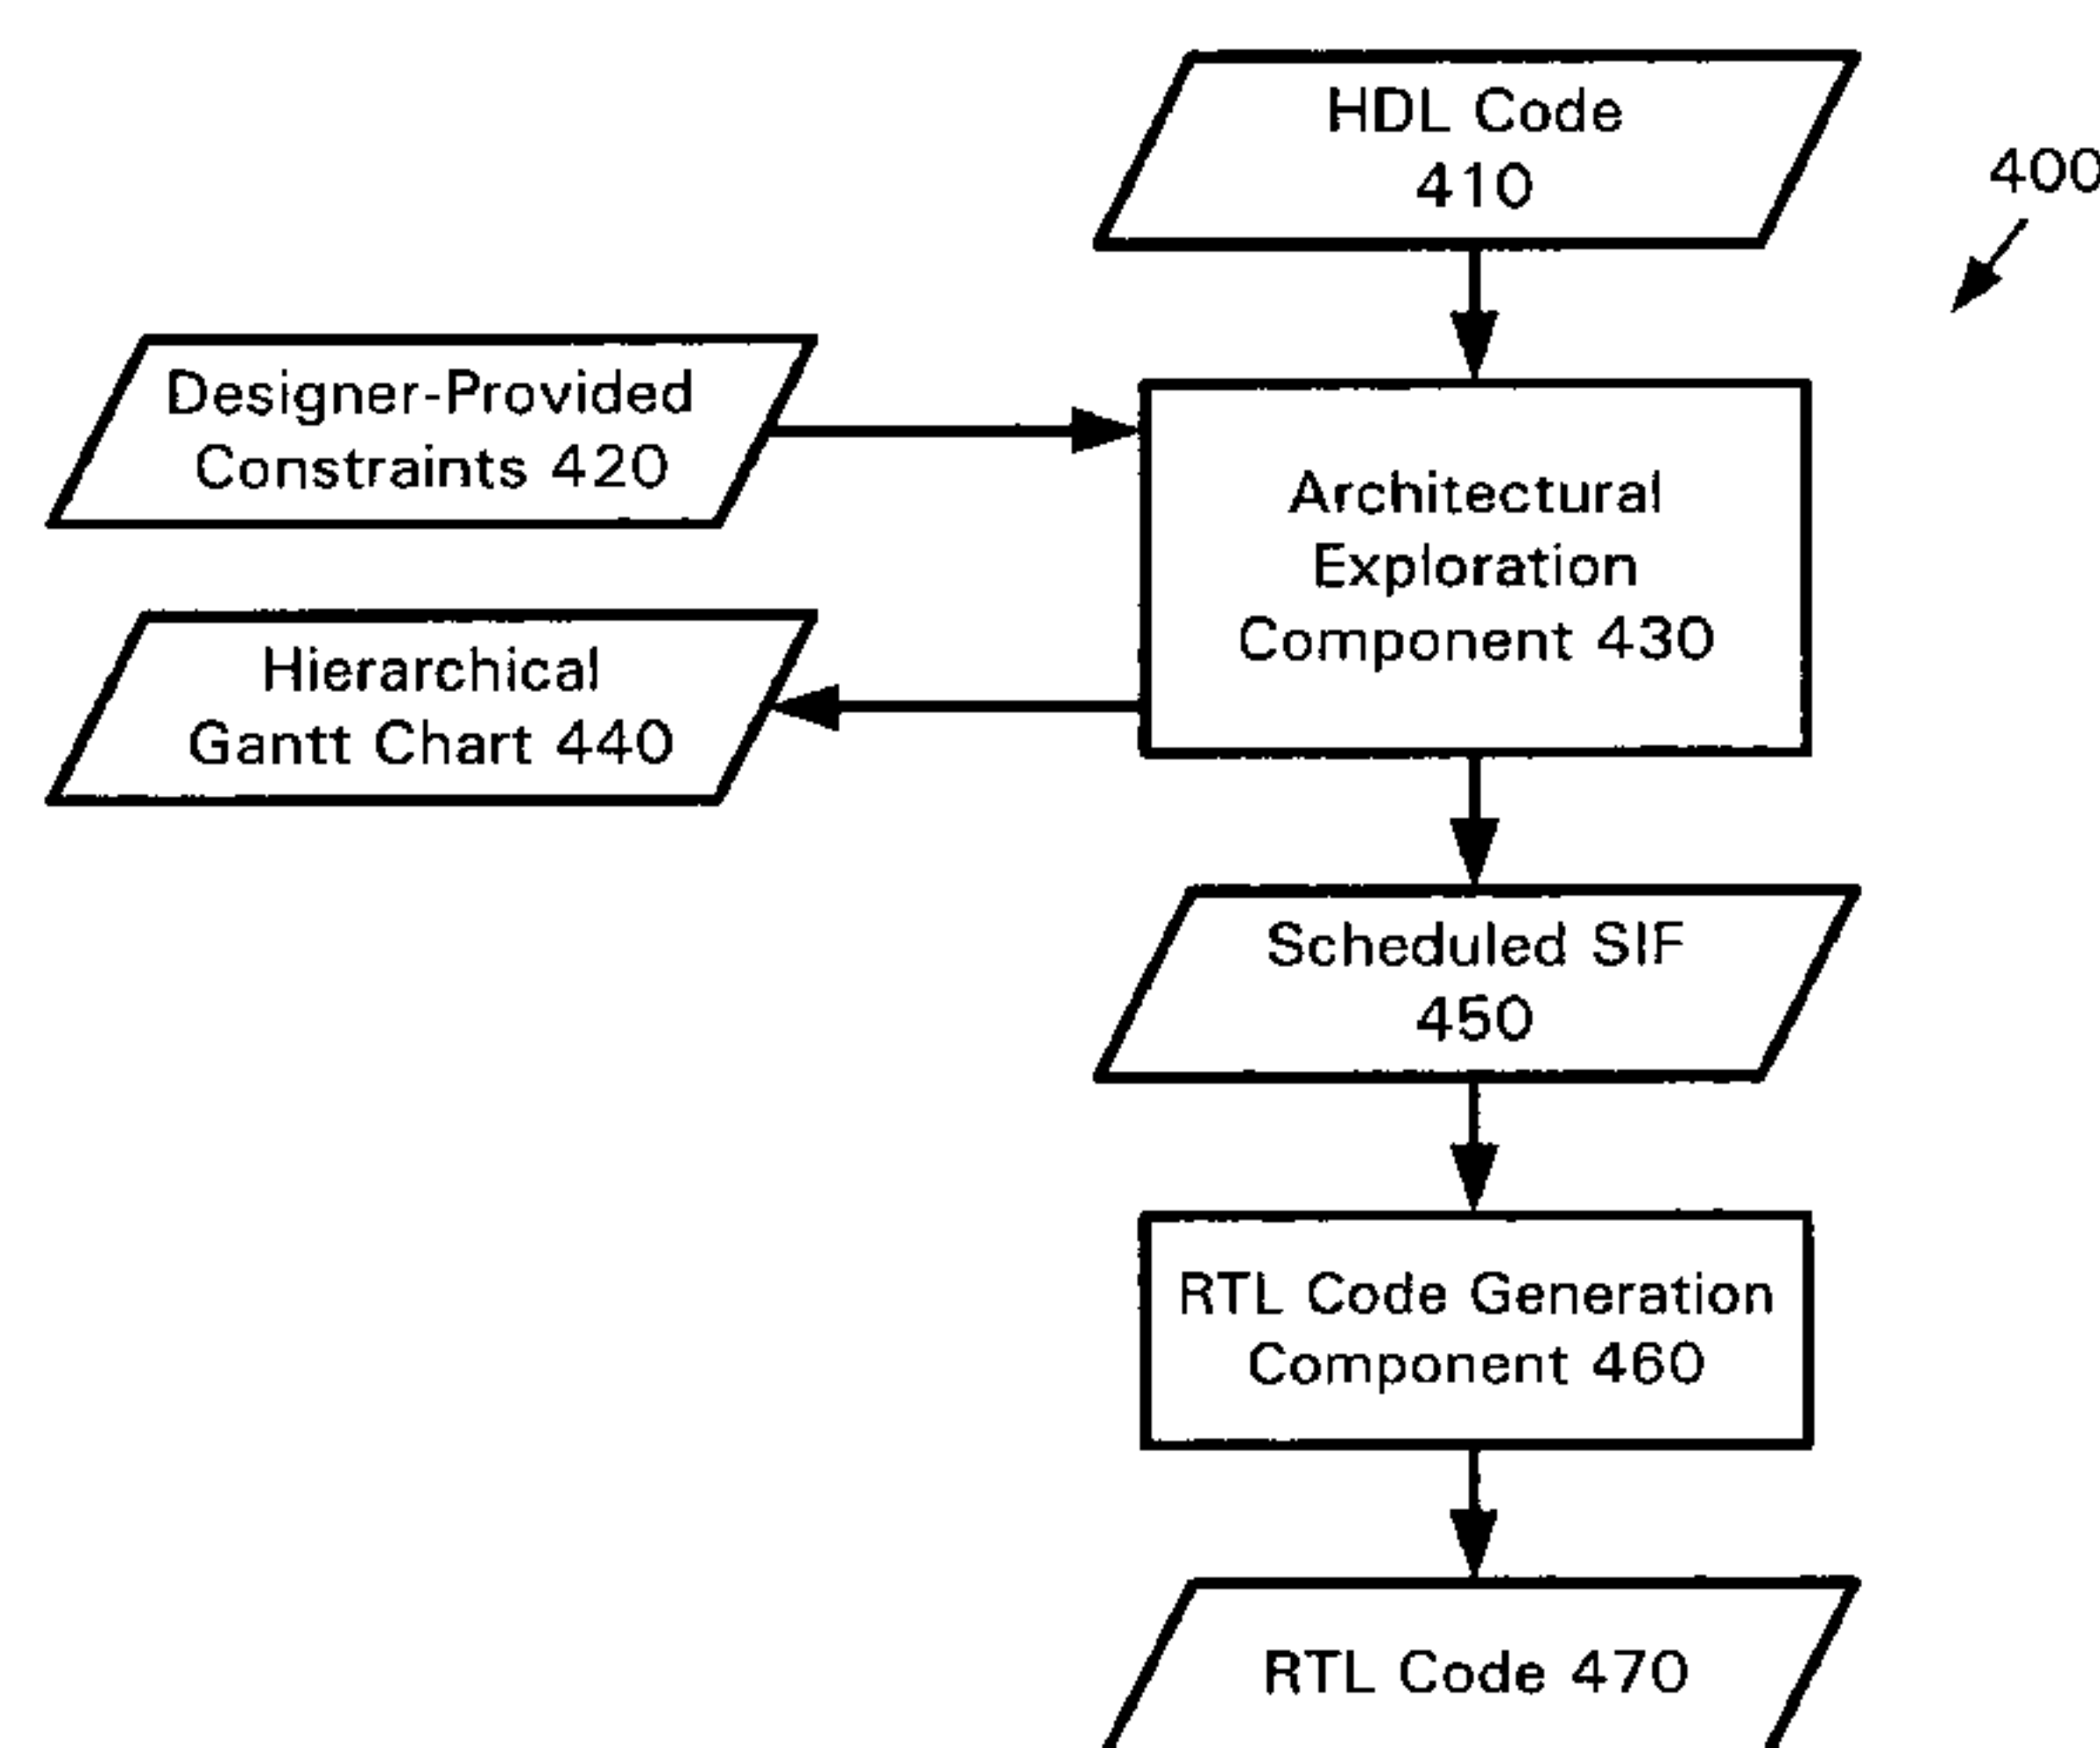 HDL Code
410
400
Designer-Provided
Constraints 420
Architectural
Exploration
Component 430
Hierarchical
Gantt Chart 440
Scheduled SIF
450
RTL Code Generation
Component 460
RTL Code 470